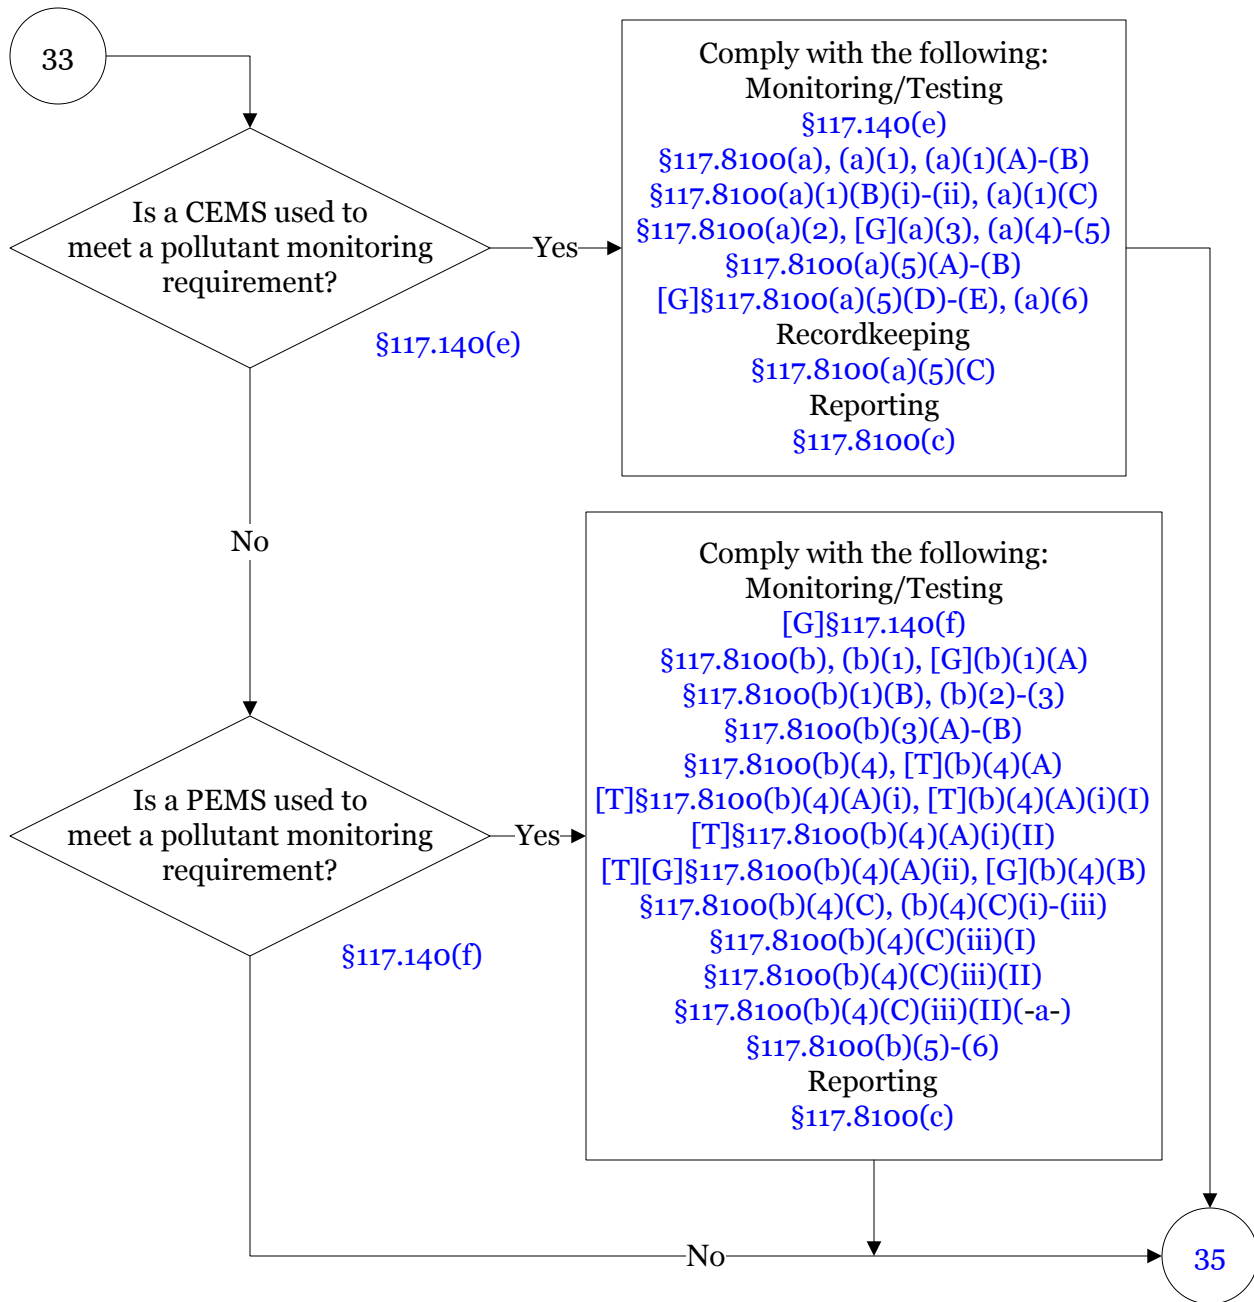 33
Is a CEMS used to
meet a pollutant monitoring
requirement?
§117.140(e)
Yes
Comply with the following:
Monitoring/Testing
§117.140(e)
§117.8100(a), (a)(1), (a)(1)(A)-(B)
§117.8100(a)(1)(B)(i)-(ii), (a)(1)(C)
§117.8100(a)(2), [G](a)(3), (a)(4)-(5)
§117.8100(a)(5)(A)-(B)
[G]§117.8100(a)(5)(D)-(E), (a)(6)
Recordkeeping
§117.8100(a)(5)(C)
Reporting
§117.8100(c)
No
Is a PEMS used to
meet a pollutant monitoring
requirement?
§117.140(f)
Yes
Comply with the following:
Monitoring/Testing
[G]§117.140(f)
§117.8100(b), (b)(1), [G](b)(1)(A)
§117.8100(b)(1)(B), (b)(2)-(3)
§117.8100(b)(3)(A)-(B)
§117.8100(b)(4), [T](b)(4)(A)
[T]§117.8100(b)(4)(A)(i), [T](b)(4)(A)(i)(I)
[T]§117.8100(b)(4)(A)(i)(II)
[T][G]§117.8100(b)(4)(A)(ii), [G](b)(4)(B)
§117.8100(b)(4)(C), (b)(4)(C)(i)-(iii)
§117.8100(b)(4)(C)(iii)(I)
§117.8100(b)(4)(C)(iii)(II)
§117.8100(b)(4)(C)(iii)(II)(-a-)
§117.8100(b)(5)-(6)
Reporting
§117.8100(c)
No
35